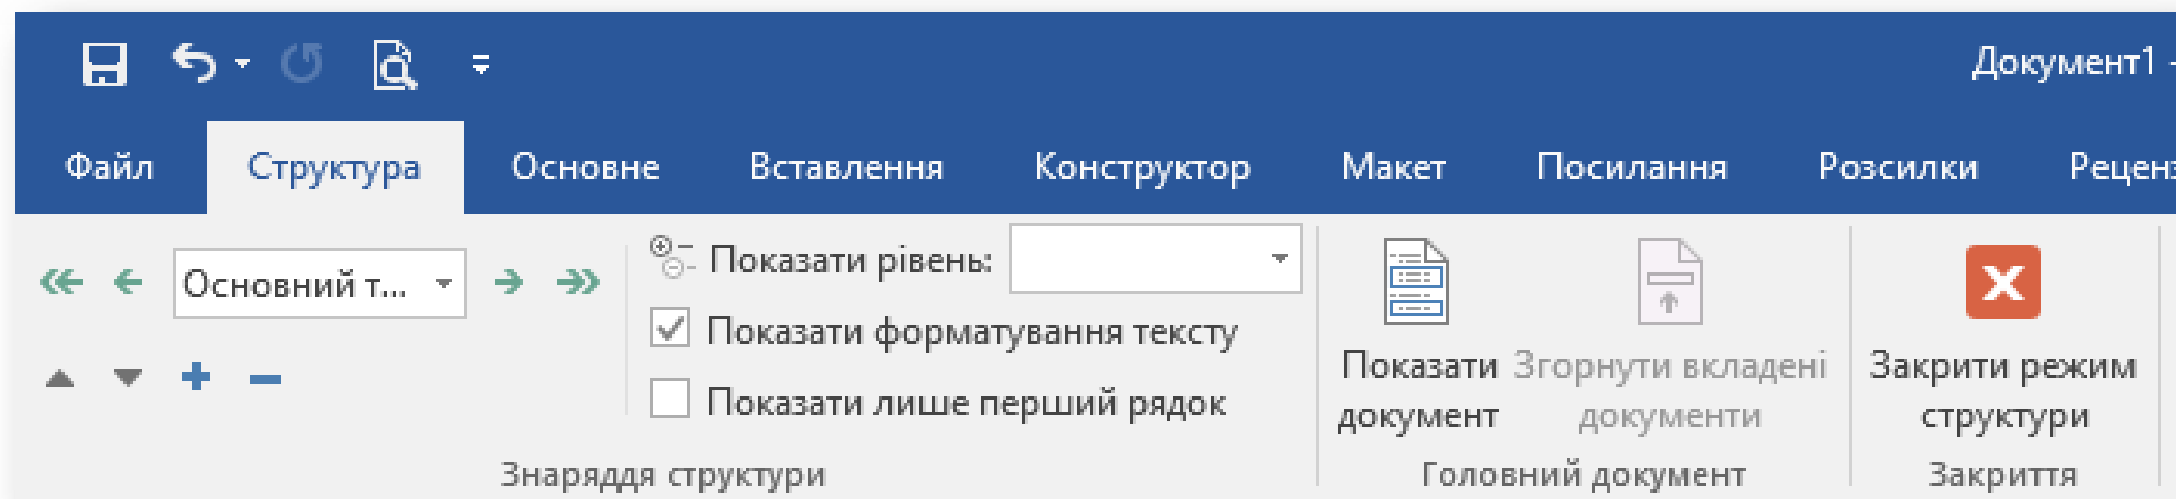 Документ1 -
Файл Структура Основне Вставлення Конструктор Макет Посилання Розсилки Реценз
Основний т...
Показати рівень:
Показати форматування тексту
Показати лише перший рядок
Знаряддя структури
Показати
документ
Згорнути вкладені
документи
Головний документ
Закрити режим
структури
Закриття